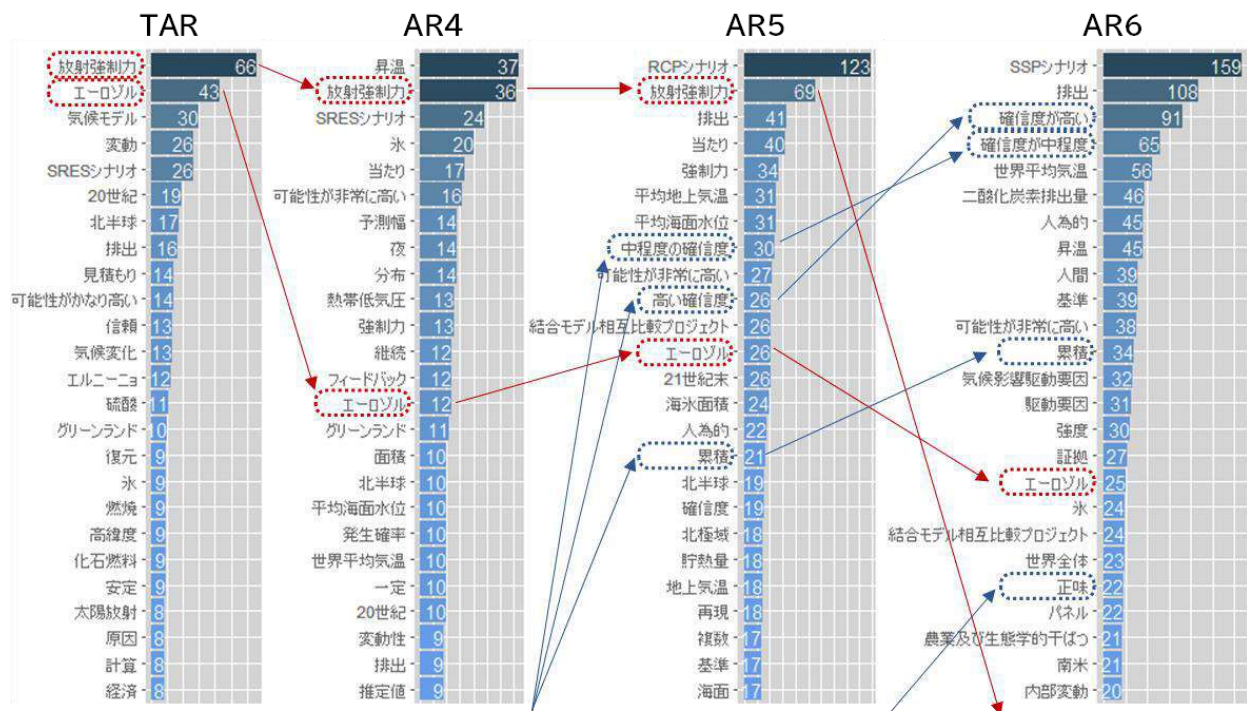 TAR
放射強制力 66
エーロゾル 43
気候モデル 30
変動 26
SRESシナリオ 26
20世紀 19
北半球 17
排出 16
見積もり 14
可能性がかなり高い 14
信頼 13
気候変化 13
エルニーニョ 12
硫酸 11
グリーンランド 10
復元 9
氷 9
燃焼 9
高緯度 9
化石燃料 9
安定 9
太陽放射 8
原因 8
計算 8
経済 8
AR4
昇温 37
放射強制力 36
SRESシナリオ 24
氷 20
当たり 17
可能性が非常に高い 16
予測幅 14
夜 14
分布 14
熱帯低気圧 13
強制力 13
継続 12
フィードバック 12
エーロゾル 12
グリーンランド 11
面積 10
北半球 10
平均海面水位 10
発生確率 10
世界平均気温 10
一定 10
20世紀 10
変動性 9
排出 9
推定値 9
AR5
RCPシナリオ 123
放射強制力 69
排出 41
当たり 40
強制力 34
平均地上気温 31
平均海面水位 31
中程度の確信度 30
可能性が非常に高い 27
高い確信度 26
結合モデル相互比較プロジェクト 26
エーロゾル 26
21世紀末 26
海氷面積 24
人為的 22
累積 21
北半球 19
確信度 19
北極域 18
貯熱量 18
地上気温 18
再現 18
複数 17
基準 17
海面 17
AR6
SSPシナリオ 159
排出 108
確信度が高い 91
確信度が中程度 65
世界平均気温 56
二酸化炭素排出量 46
人為的 45
昇温 45
人間 39
基準 39
可能性が非常に高い 38
累積 34
気候影響駆動要因 32
駆動要因 31
強度 30
証拠 27
エーロゾル 25
氷 24
結合モデル相互比較プロジェクト 24
世界全体 23
正味 22
パネル 22
農業及び生態学的干ばつ 21
南米 21
内部変動 20